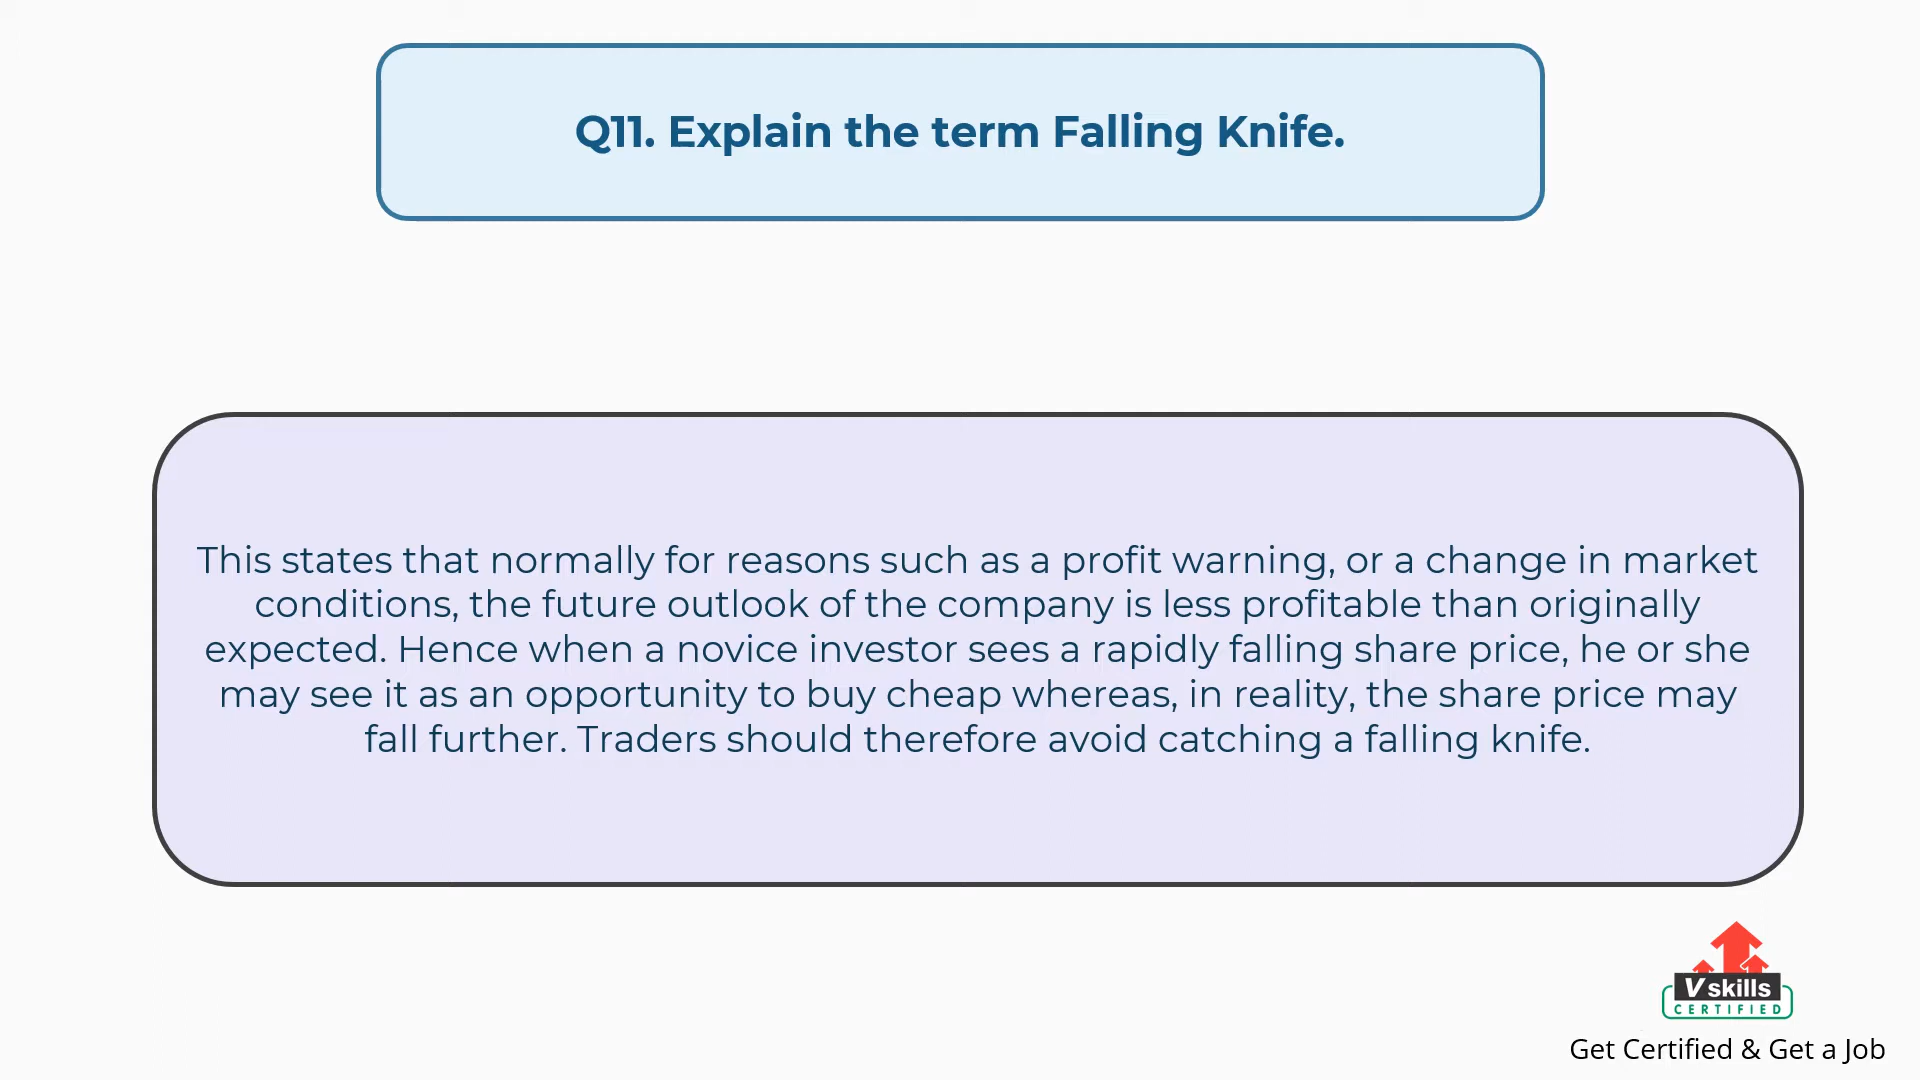 Q11. Explain the term Falling Knife.
This states that normally for reasons such as a profit warning, or a change in market
conditions, the future outlook of the company is less profitable than originally
expected. Hence when a novice investor sees a rapidly falling share price, he or she
may see it as an opportunity to buy cheap whereas, in reality, the share price may
fall further. Traders should therefore avoid catching a falling knife.
Vskills
CERTIFIED
Get Certified & Get a Job